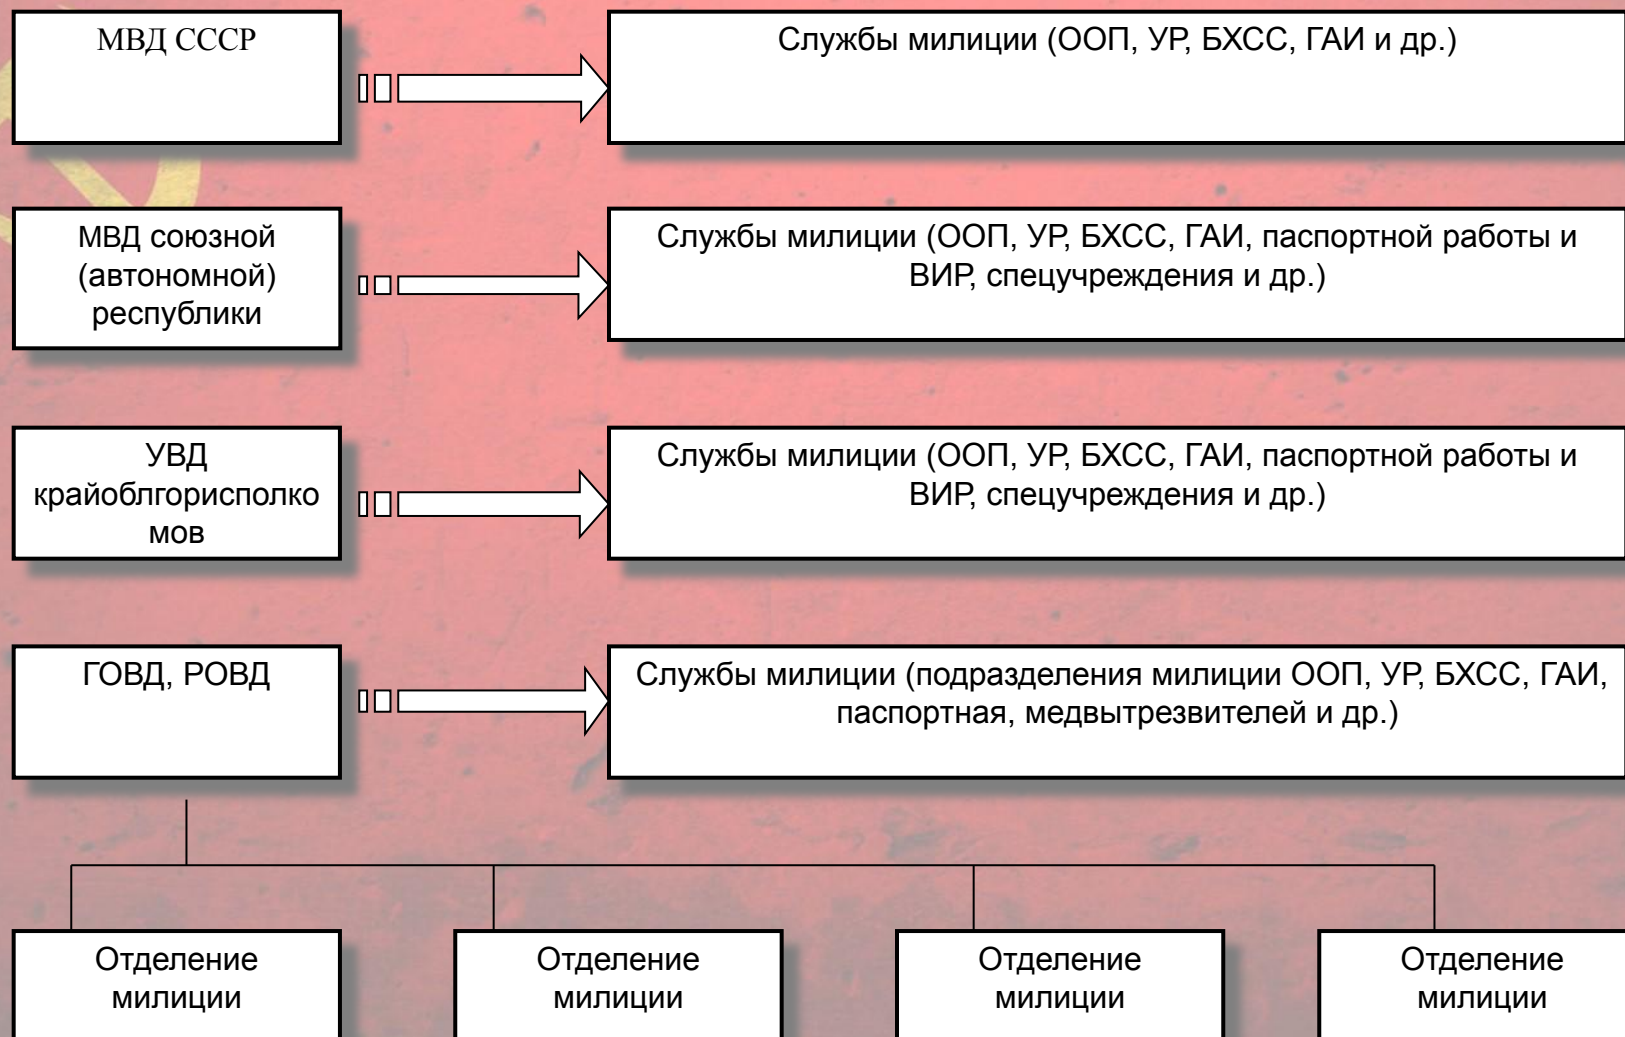 МВД СССР
Службы милиции (ООП, УР, БХСС, ГАИ и др.)
МВД союзной
(автономной)
республики
Службы милиции (ООП, УР, БХСС, ГАИ, паспортной работы и
ВИР, спецучреждения и др.)
УВД
крайоблгорисполко
мов
Службы милиции (ООП, УР, БХСС, ГАИ, паспортной работы и
ВИР, спецучреждения и др.)
ГОВД, РОВД
Службы милиции (подразделения милиции ООП, УР, БХСС, ГАИ,
паспортная, медвытрезвителей и др.)
Отделение
милиции
Отделение
милиции
Отделение
милиции
Отделение
милиции